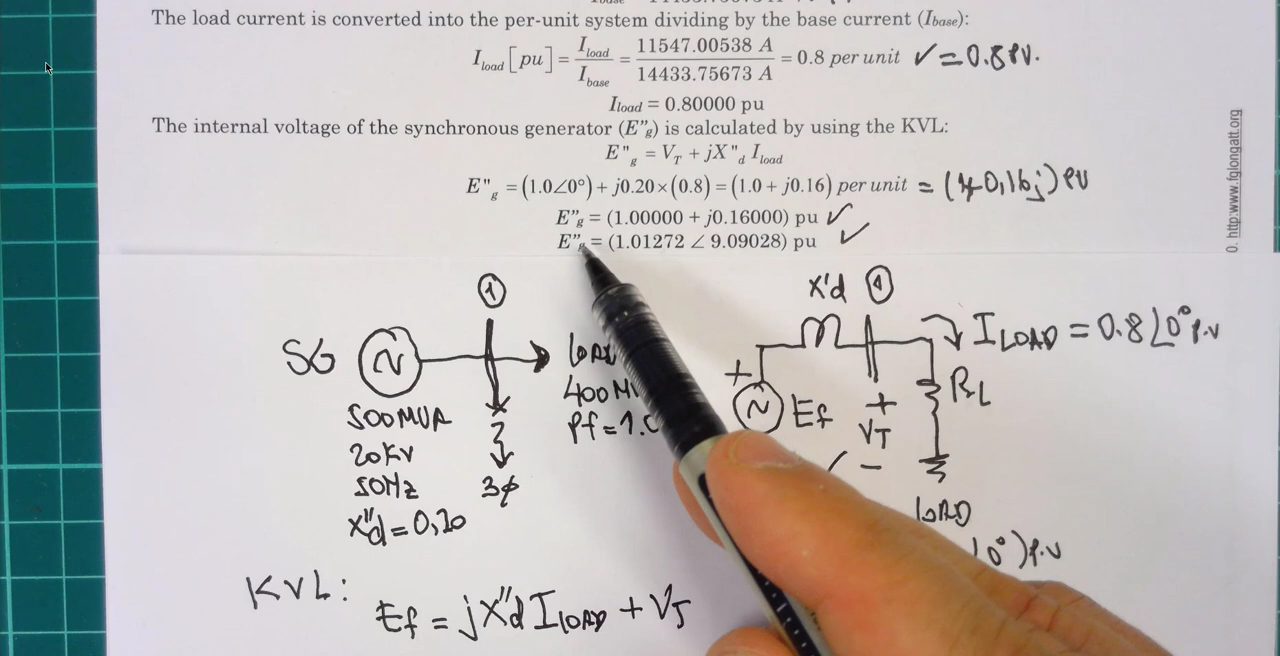 The load current is converted into the per-unit system dividing by the base current (Ibase):
I load [pu] = I load / I base = 11547.00538 A / 14433.75673 A = 0.8 per unit ✓ = 0.8 P.U.
Iload = 0.80000 pu
The internal voltage of the synchronous generator (E"g) is calculated by using the KVL:
E"g = VT + jX"d Iload
E"g = (1.0∠0°) + j0.20×(0.8) = (1.0 + j0.16) per unit = (1+0,16j) PU
E"g = (1.00000 + j0.16000) pu ✓
E"g = (1.01272 ∠ 9.09028) pu ✓
0. http:www.fglongatt.org
①
X'd ①
SG
LOA
ILOAD = 0.8∠0° P.U
500MVA
400M
+
RL
20KV
Pf=1.0
Ef
+
VT
−
50Hz
3ϕ
X"d = 0,20
LOAD
0°) P.U
KVL:
Ef = jX"d ILOAD + VT